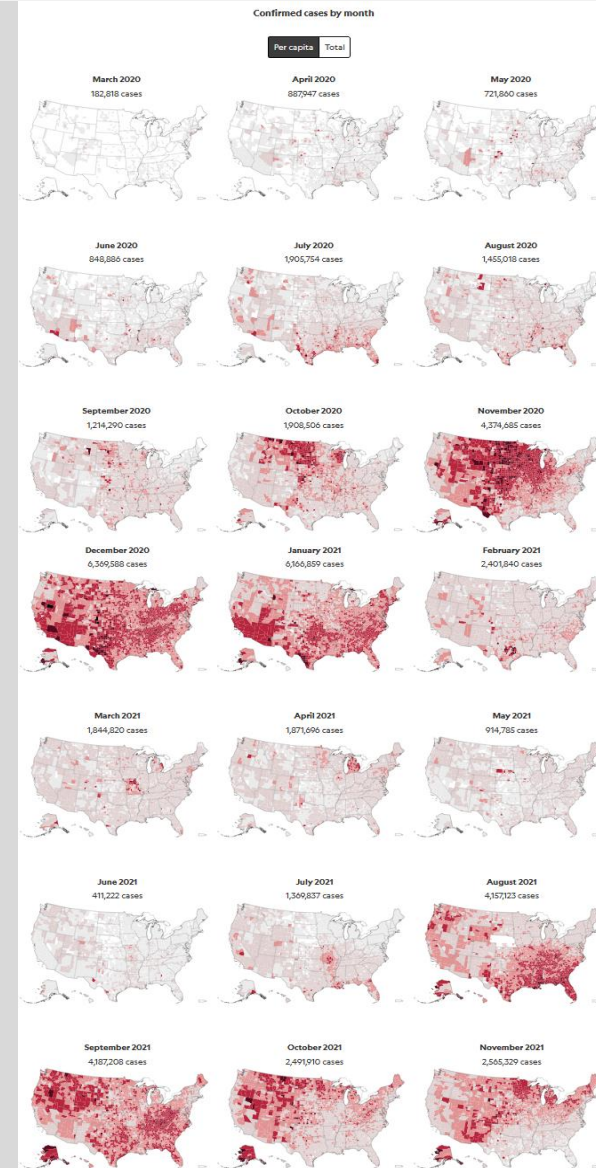 Confirmed cases by month
Per capita Total
March 2020
182,818 cases
April 2020
887,947 cases
May 2020
721,860 cases
June 2020
848,886 cases
July 2020
1,905,754 cases
August 2020
1,455,018 cases
September 2020
1,214,290 cases
October 2020
1,908,506 cases
November 2020
4,374,685 cases
December 2020
6,369,588 cases
January 2021
6,166,859 cases
February 2021
2,401,840 cases
March 2021
1,844,820 cases
April 2021
1,871,696 cases
May 2021
914,785 cases
June 2021
411,222 cases
July 2021
1,369,837 cases
August 2021
4,157,123 cases
September 2021
4,187,208 cases
October 2021
2,491,910 cases
November 2021
2,565,329 cases